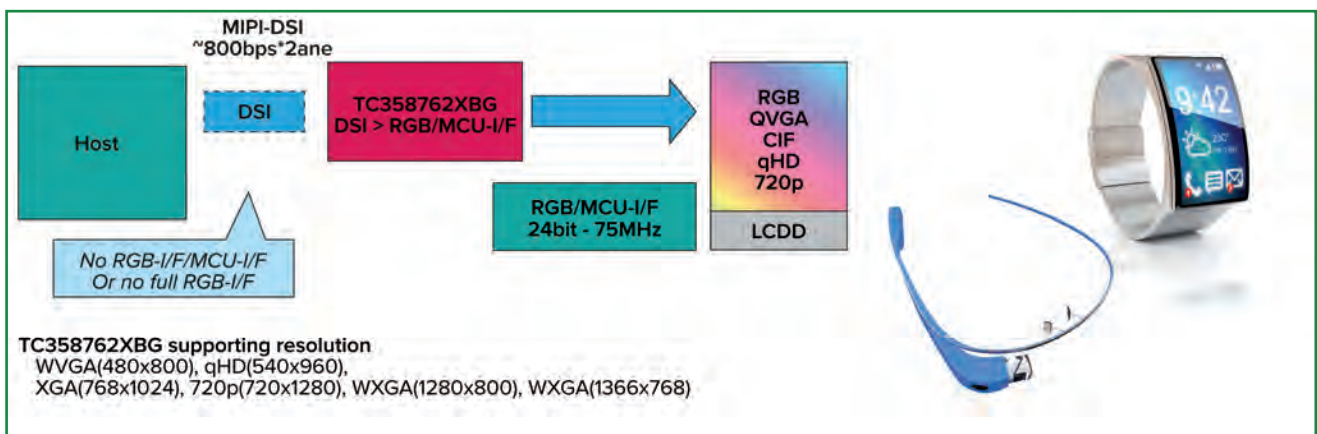 MIPI-DSI
~800bps*2ane
Host
DSI
TC358762XBG
DSI > RGB/MCU-I/F
RGB
QVGA
CIF
qHD
720p
LCDD
RGB/MCU-I/F
24bit - 75MHz
No RGB-I/F/MCU-I/F
Or no full RGB-I/F
9:42
TC358762XBG supporting resolution
WVGA(480x800), qHD(540x960),
XGA(768x1024), 720p(720x1280), WXGA(1280x800), WXGA(1366x768)